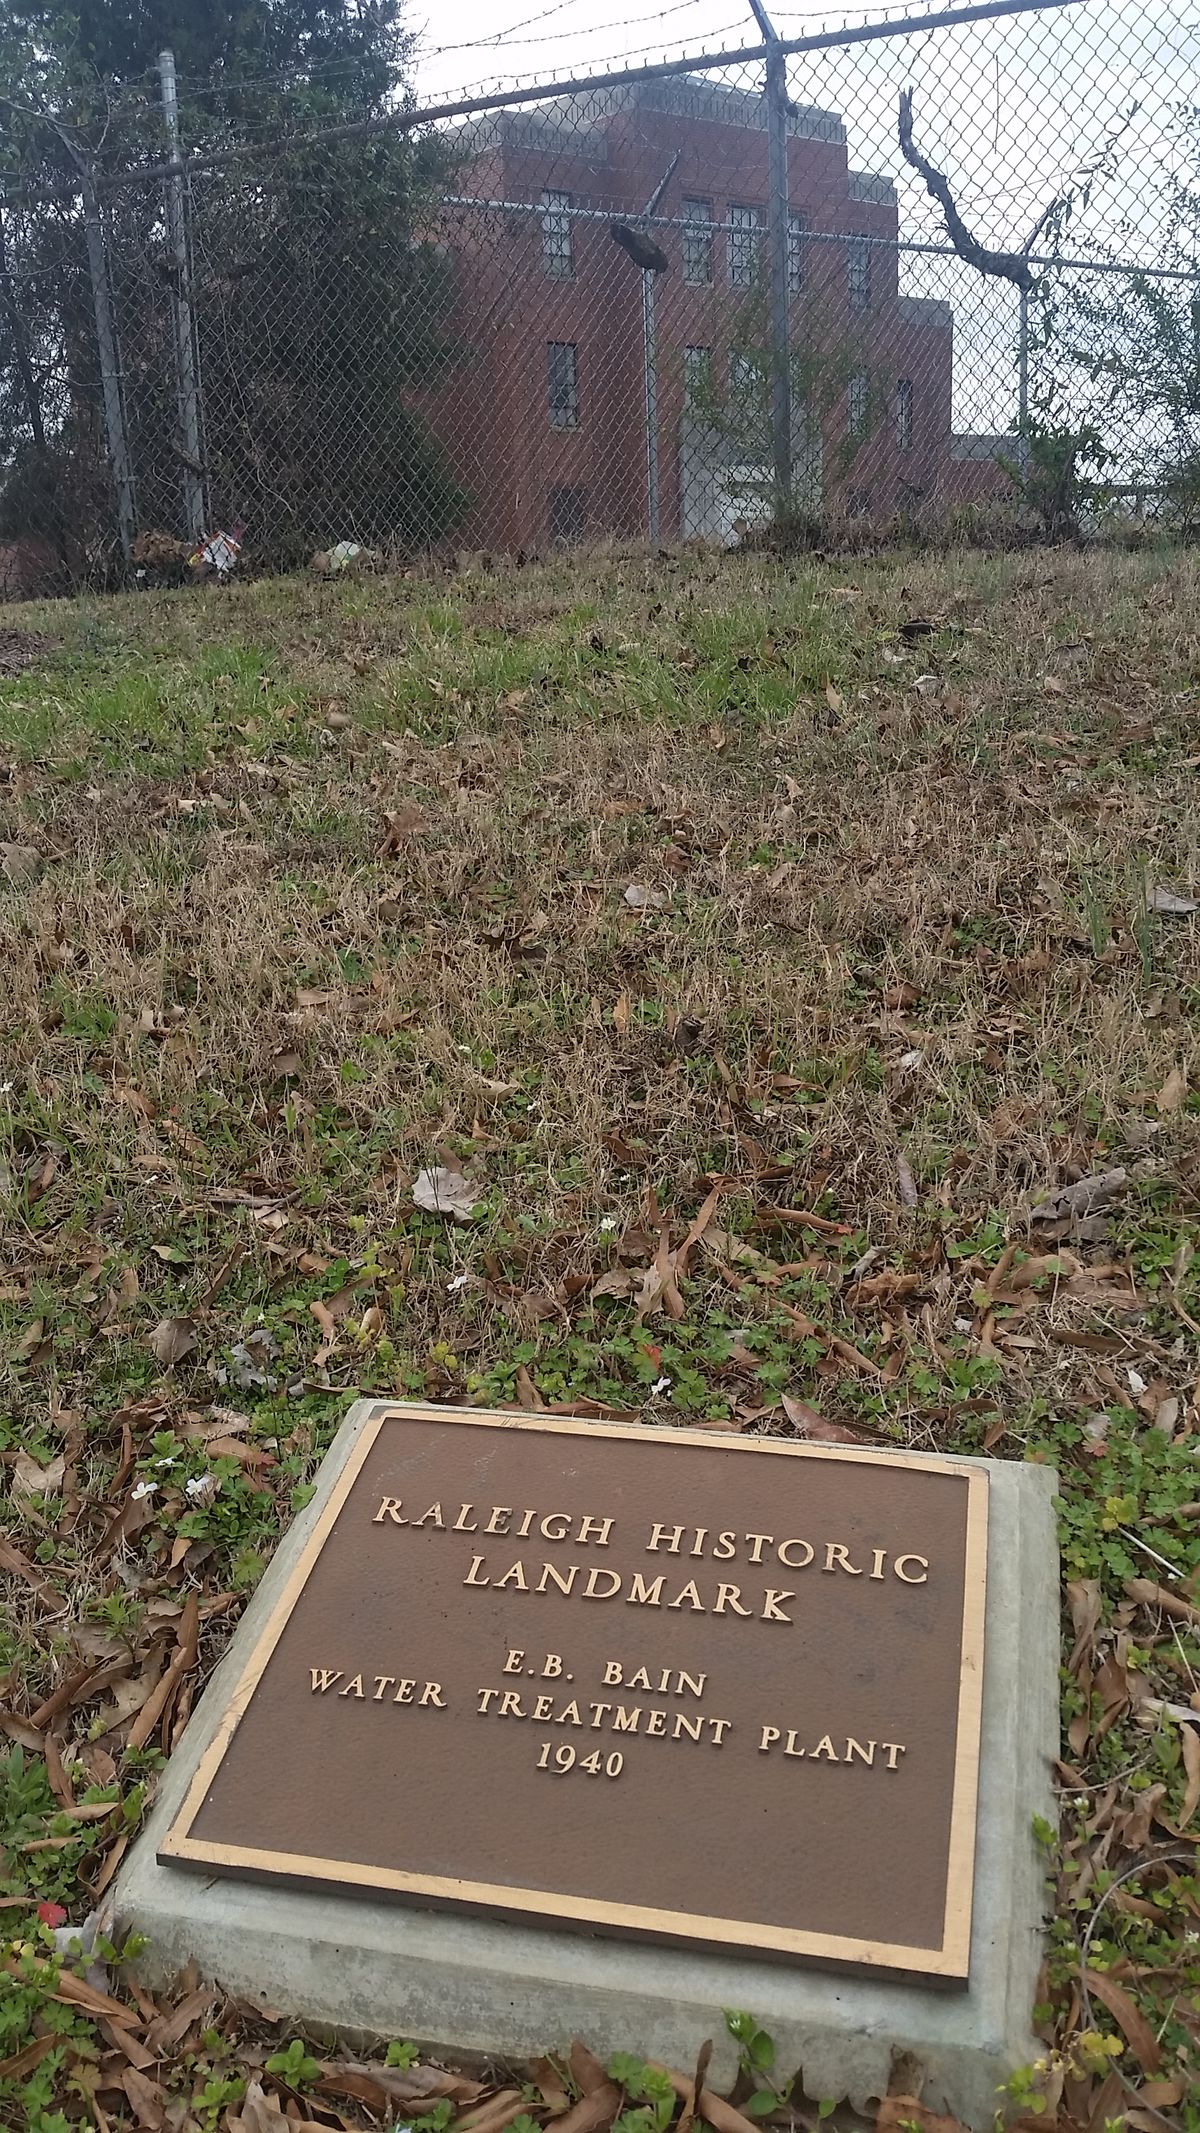 RALEIGH HISTORIC
LANDMARK
E.B. BAIN
WATER TREATMENT PLANT
1940